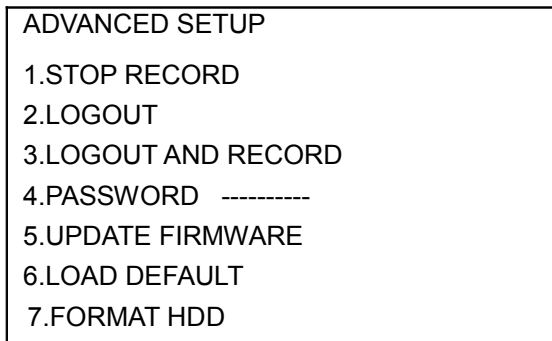 ADVANCED SETUP
1.STOP RECORD
2.LOGOUT
3.LOGOUT AND RECORD
4.PASSWORD ----------
5.UPDATE FIRMWARE
6.LOAD DEFAULT
7.FORMAT HDD